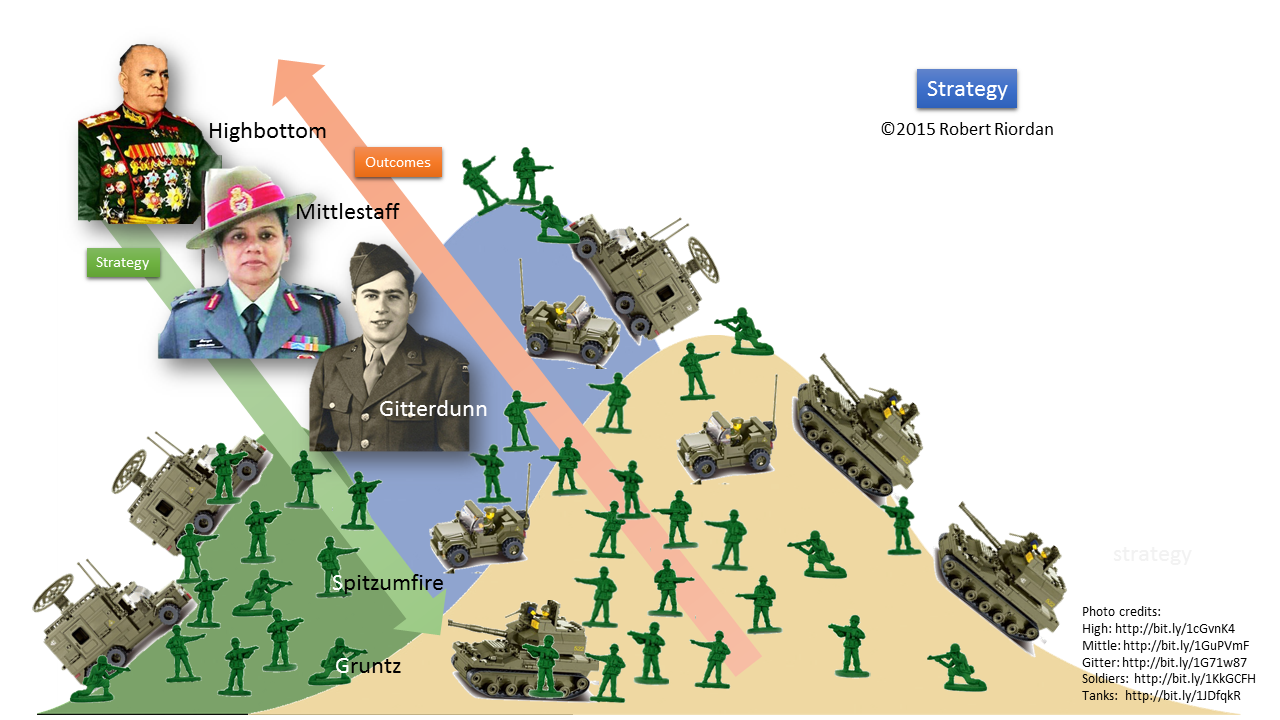 Strategy
©2015 Robert Riordan
Highbottom
Outcomes
Mittlestaff
Strategy
Gitterdunn
Spitzumfire
strategy
Gruntz
Photo credits:
High: http://bit.ly/1cGvnK4
Mittle: http://bit.ly/1GuPVmF
Gitter: http://bit.ly/1G71w87
Soldiers: http://bit.ly/1KkGCFH
Tanks: http://bit.ly/1JDfqkR